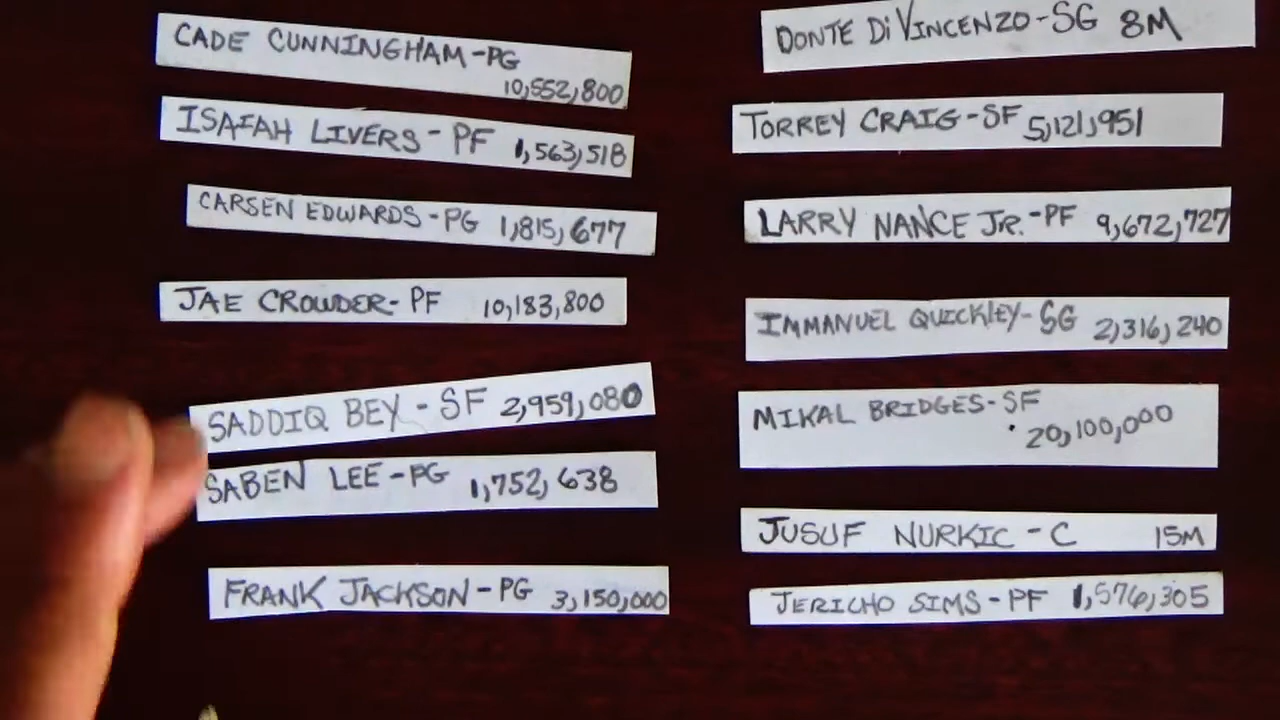 CADE CUNNINGHAM-PG
10,552,800
ISAIAH LIVERS-PF 1,563,518
CARSEN EDWARDS-PG 1,815,677
JAE CROWDER-PF 10,183,800
SADDIQ BEY-SF 2,959,080
SABEN LEE-PG 1,752,638
FRANK JACKSON-PG 3,150,000
DONTE DiVINCENZO-SG 8M
TORREY CRAIG-SF 5,121,951
LARRY NANCE JR.-PF 9,672,727
IMMANUEL QUICKLEY-SG 2,316,240
MIKAL BRIDGES-SF
20,100,000
JUSUF NURKIC-C 15M
JERICHO SIMS-PF 1,576,305